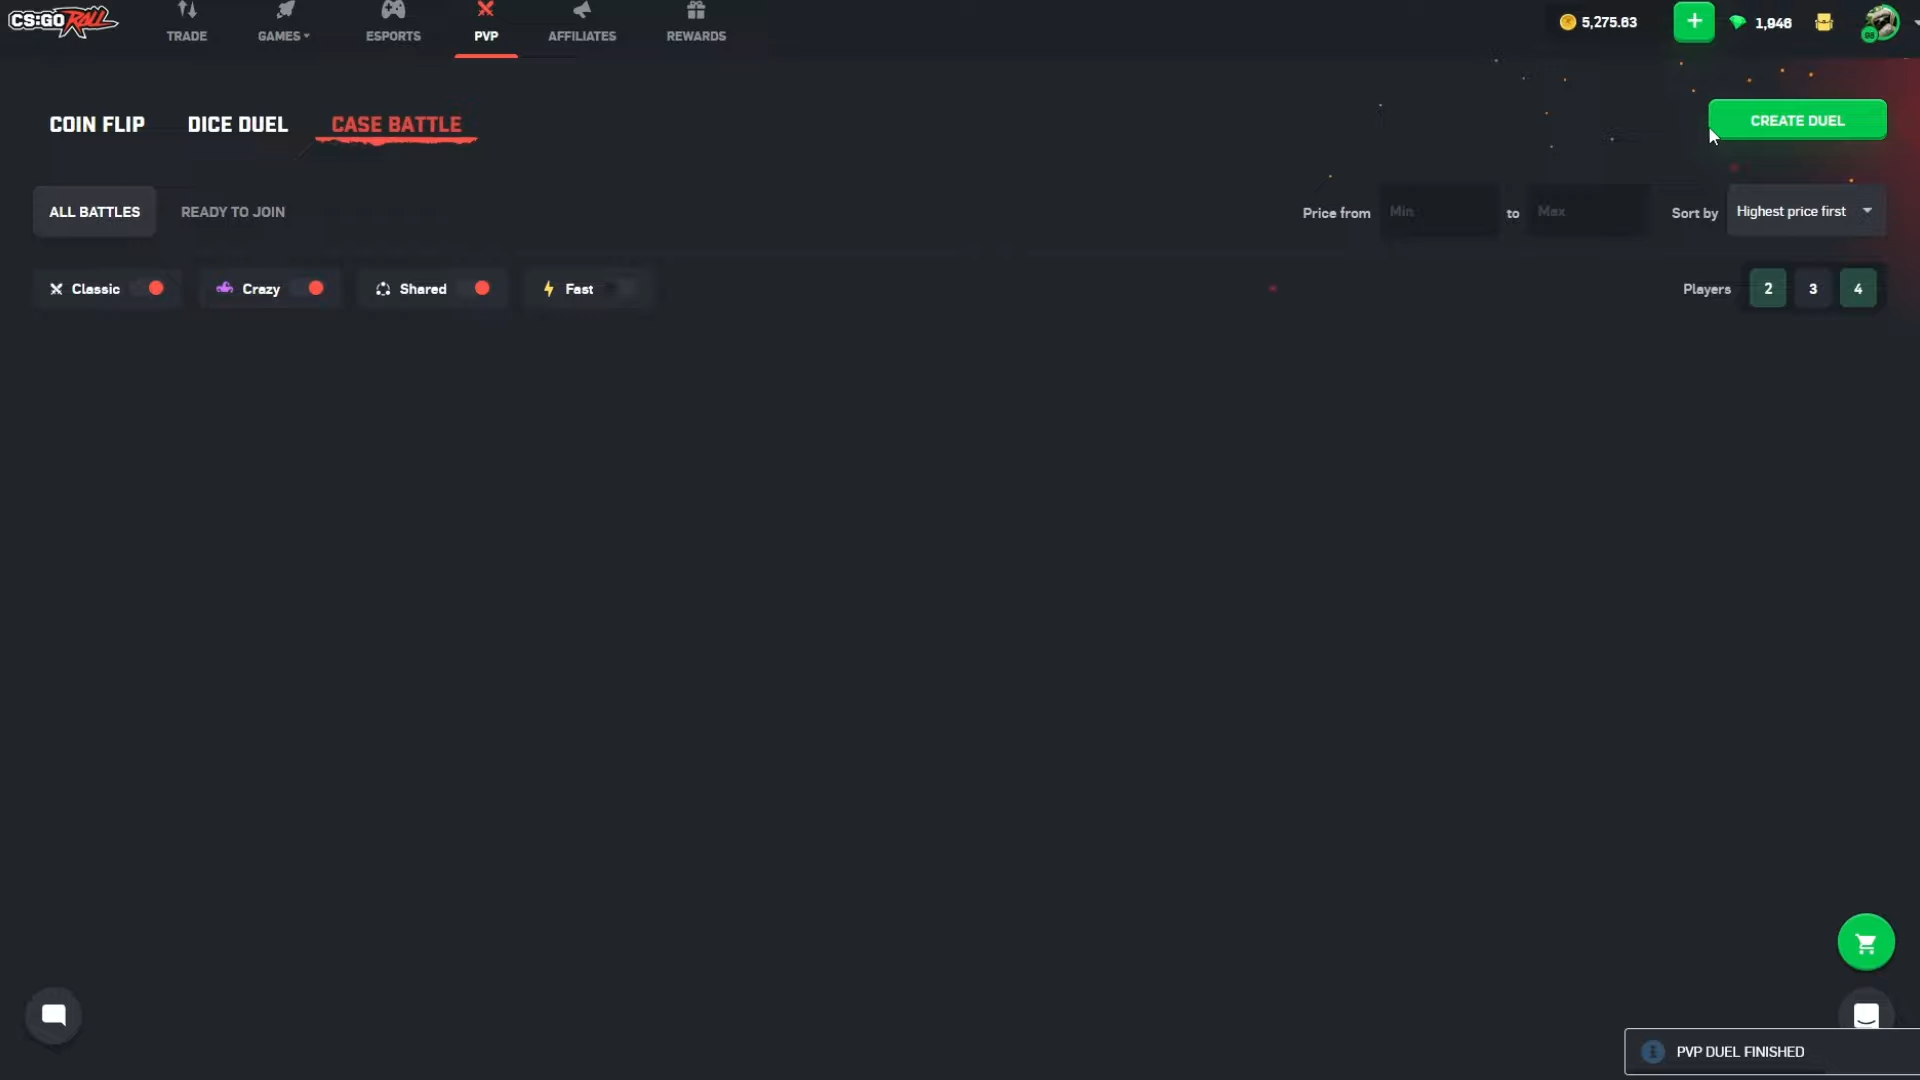 CS:GO ROLL
TRADE
GAMES
ESPORTS
PVP
AFFILIATES
REWARDS
5,275.63
+
1,946
COIN FLIP
DICE DUEL
CASE BATTLE
CREATE DUEL
ALL BATTLES
READY TO JOIN
Price from
Min
to
Max
Sort by
Highest price first
Classic
Crazy
Shared
Fast
Players
2
3
4
PVP DUEL FINISHED